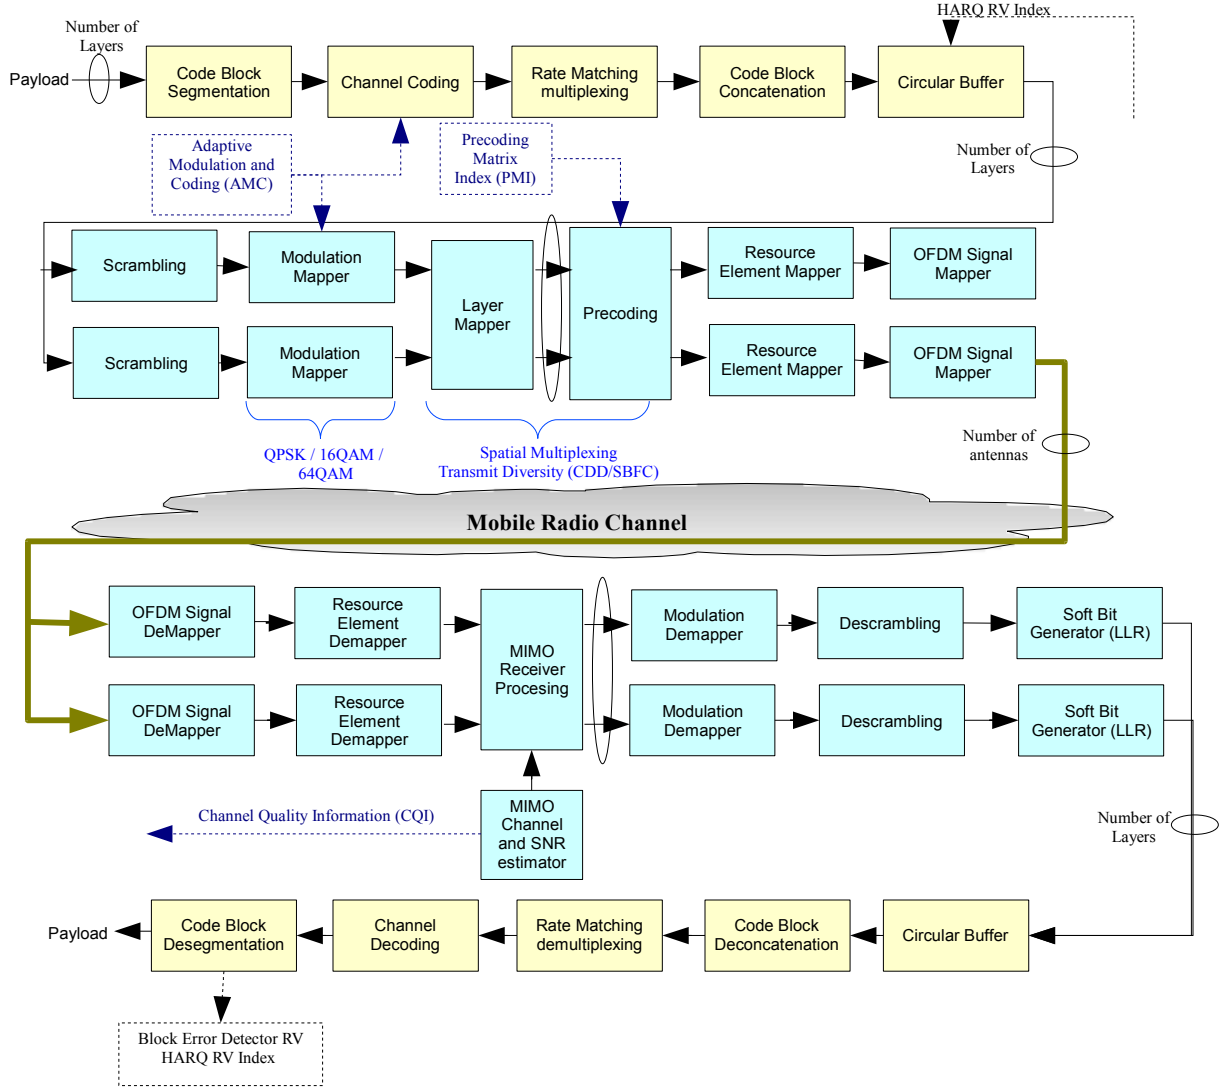 HARQ RV Index
Number of
Layers
Payload
Code Block
Segmentation
Channel Coding
Rate Matching
multiplexing
Code Block
Concatenation
Circular Buffer
Adaptive
Modulation and
Coding (AMC)
Precoding
Matrix
Index (PMI)
Number of
Layers
Scrambling
Modulation
Mapper
Layer
Mapper
Precoding
Resource
Element Mapper
OFDM Signal
Mapper
Scrambling
Modulation
Mapper
Resource
Element Mapper
OFDM Signal
Mapper
QPSK / 16QAM /
64QAM
Spatial Multiplexing
Transmit Diversity (CDD/SBFC)
Number of
antennas
Mobile Radio Channel
OFDM Signal
DeMapper
Resource
Element
Demapper
MIMO
Receiver
Procesing
Modulation
Demapper
Descrambling
Soft Bit
Generator (LLR)
OFDM Signal
DeMapper
Resource
Element
Demapper
Modulation
Demapper
Descrambling
Soft Bit
Generator (LLR)
Channel Quality Information (CQI)
MIMO
Channel
and SNR
estimator
Number of
Layers
Payload
Code Block
Desegmentation
Channel
Decoding
Rate Matching
demultiplexing
Code Block
Deconcatenation
Circular Buffer
Block Error Detector RV
HARQ RV Index